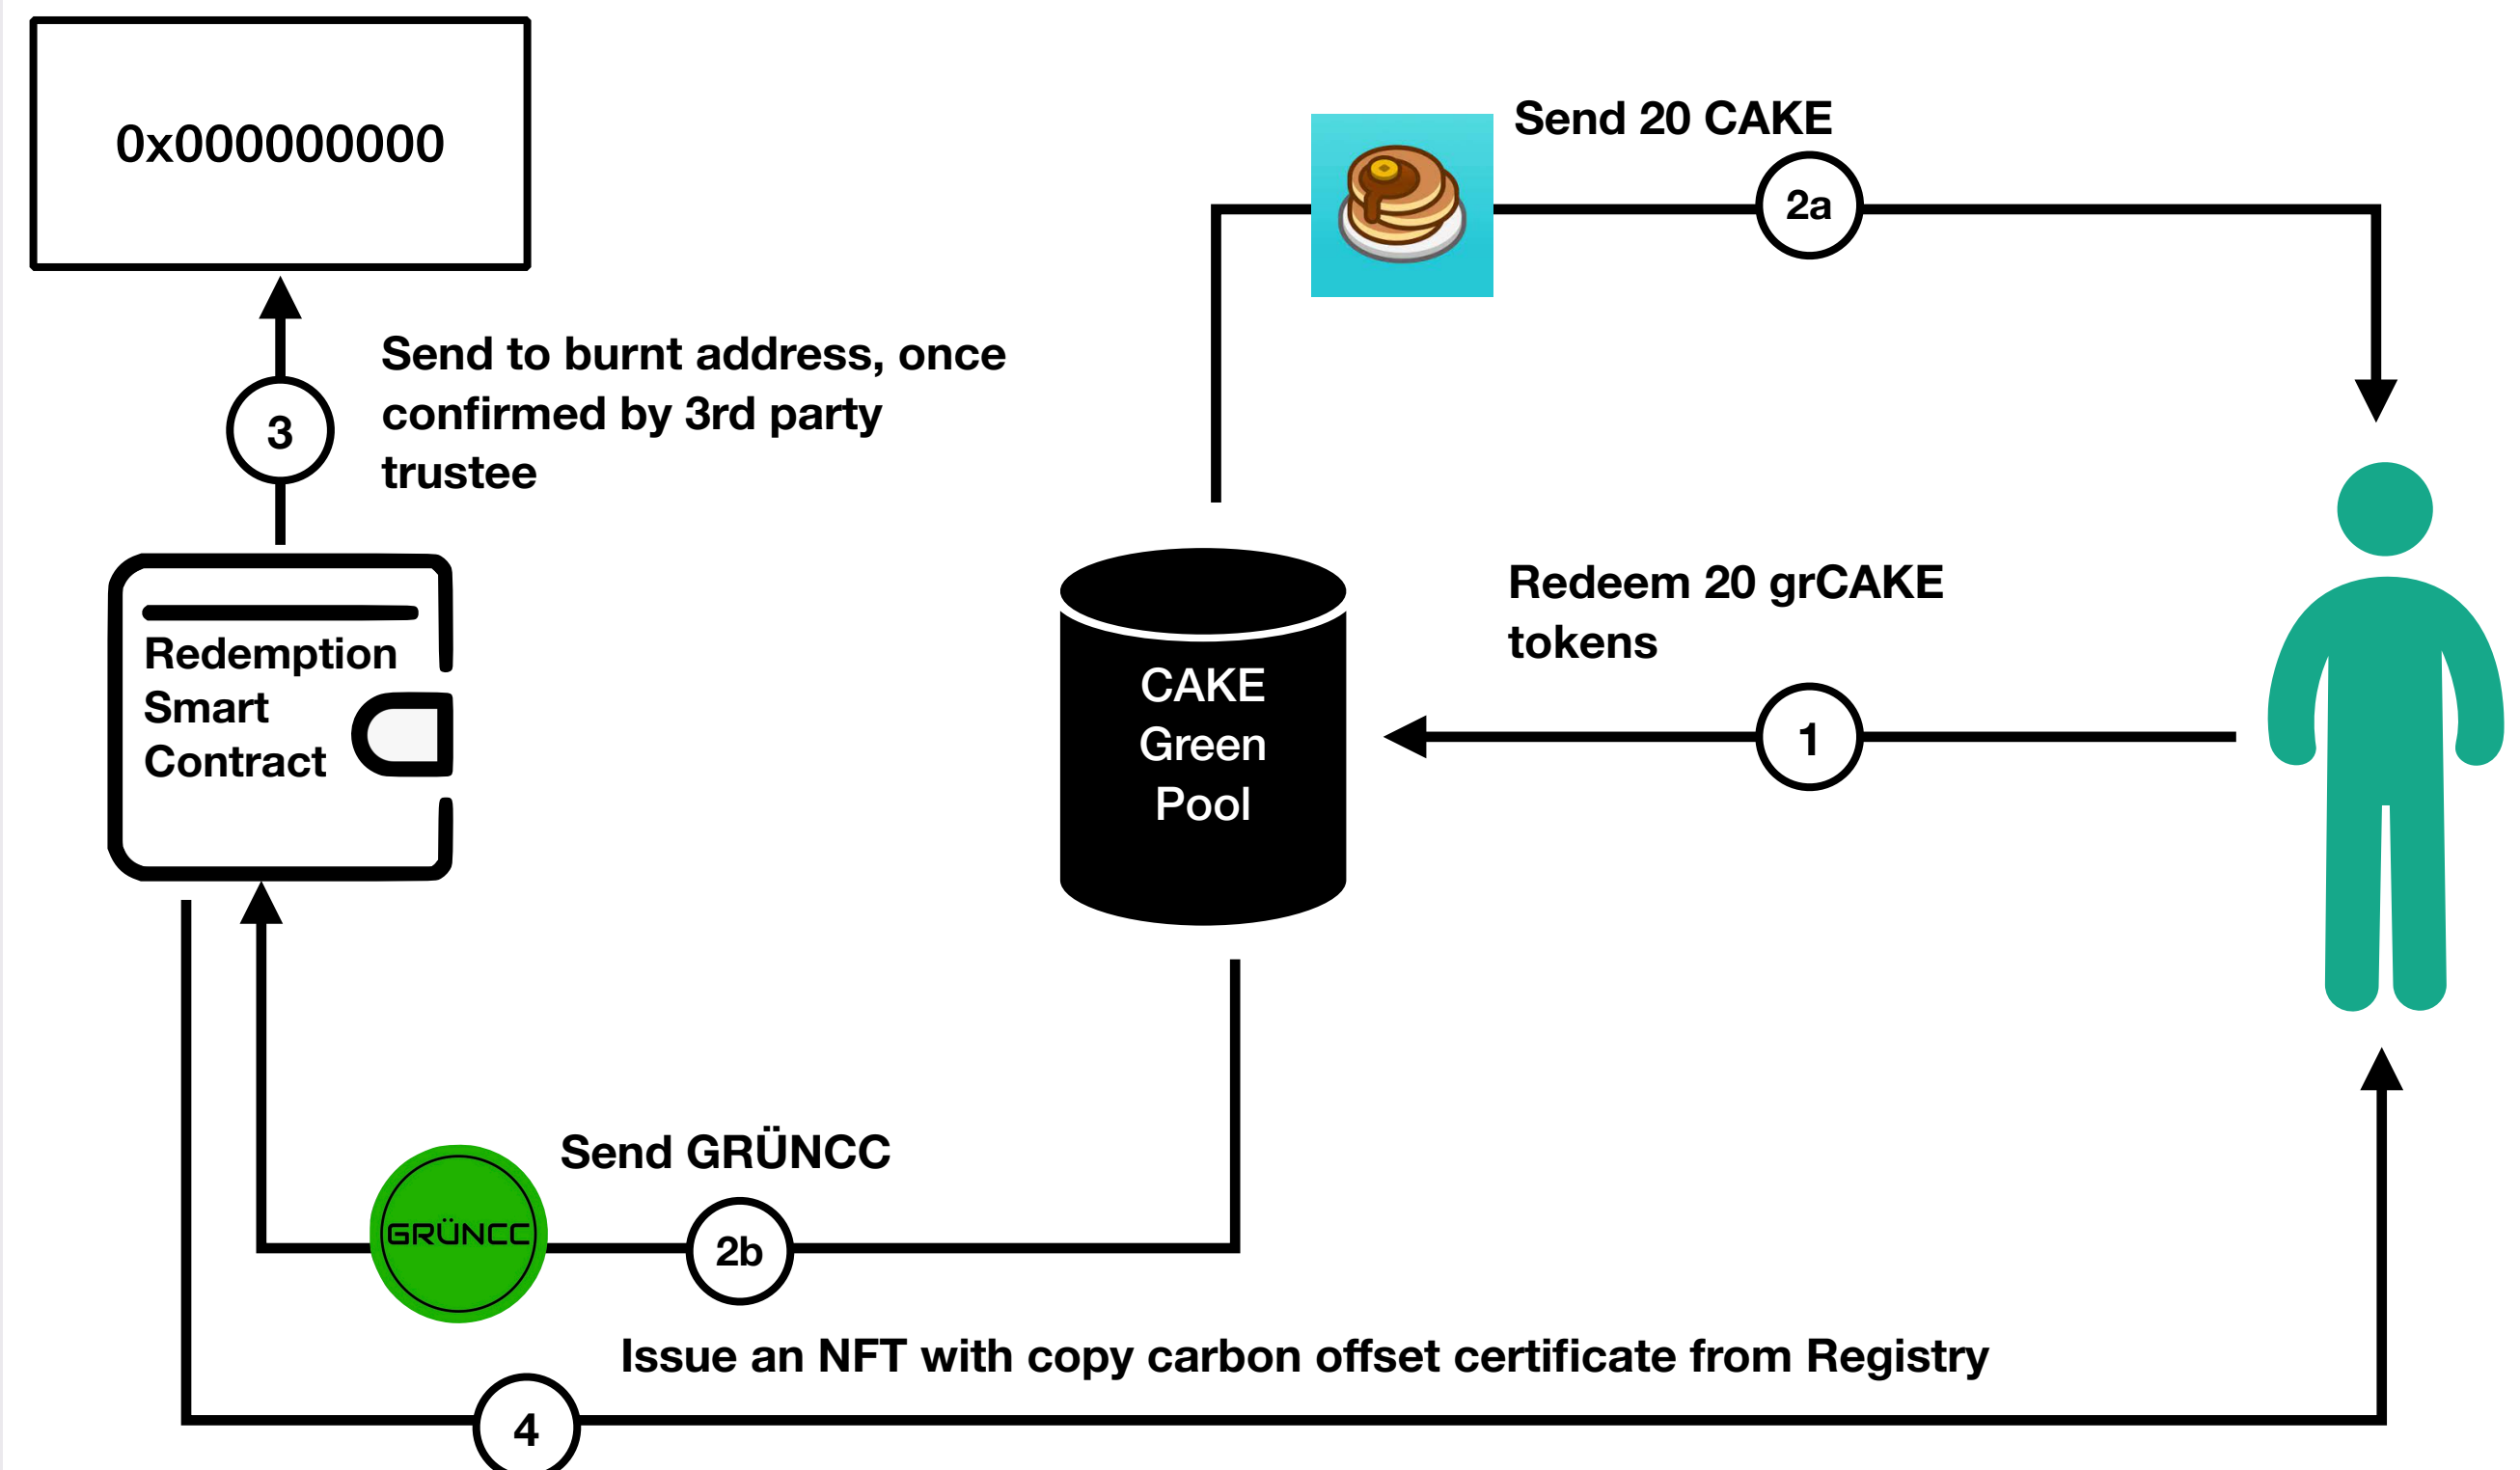 0x000000000
Send 20 CAKE
2a
Send to burnt address, once
confirmed by 3rd party
trustee
3
Redemption
Smart
Contract
CAKE
Green
Pool
Redeem 20 grCAKE
tokens
1
Send GRÜNCC
GRÜNCC
2b
Issue an NFT with copy carbon offset certificate from Registry
4